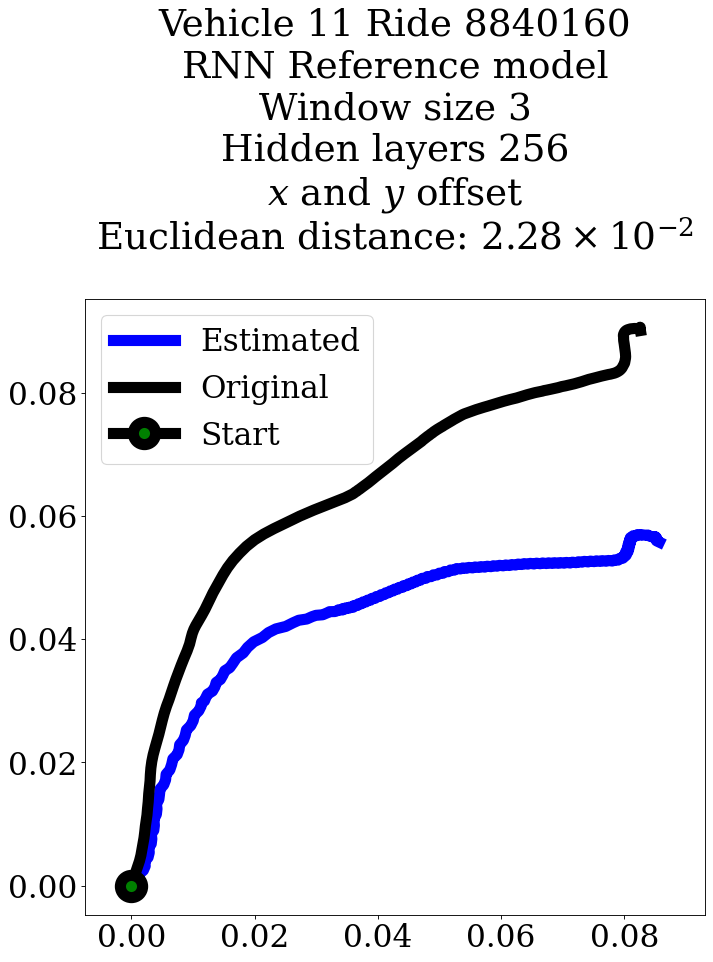 Vehicle 11 Ride 8840160
RNN Reference model
Window size 3
Hidden layers 256
x and y offset
Euclidean distance: 2.28 × 10⁻²
Estimated
Original
Start
0.08
0.06
0.04
0.02
0.00
0.00 0.02 0.04 0.06 0.08